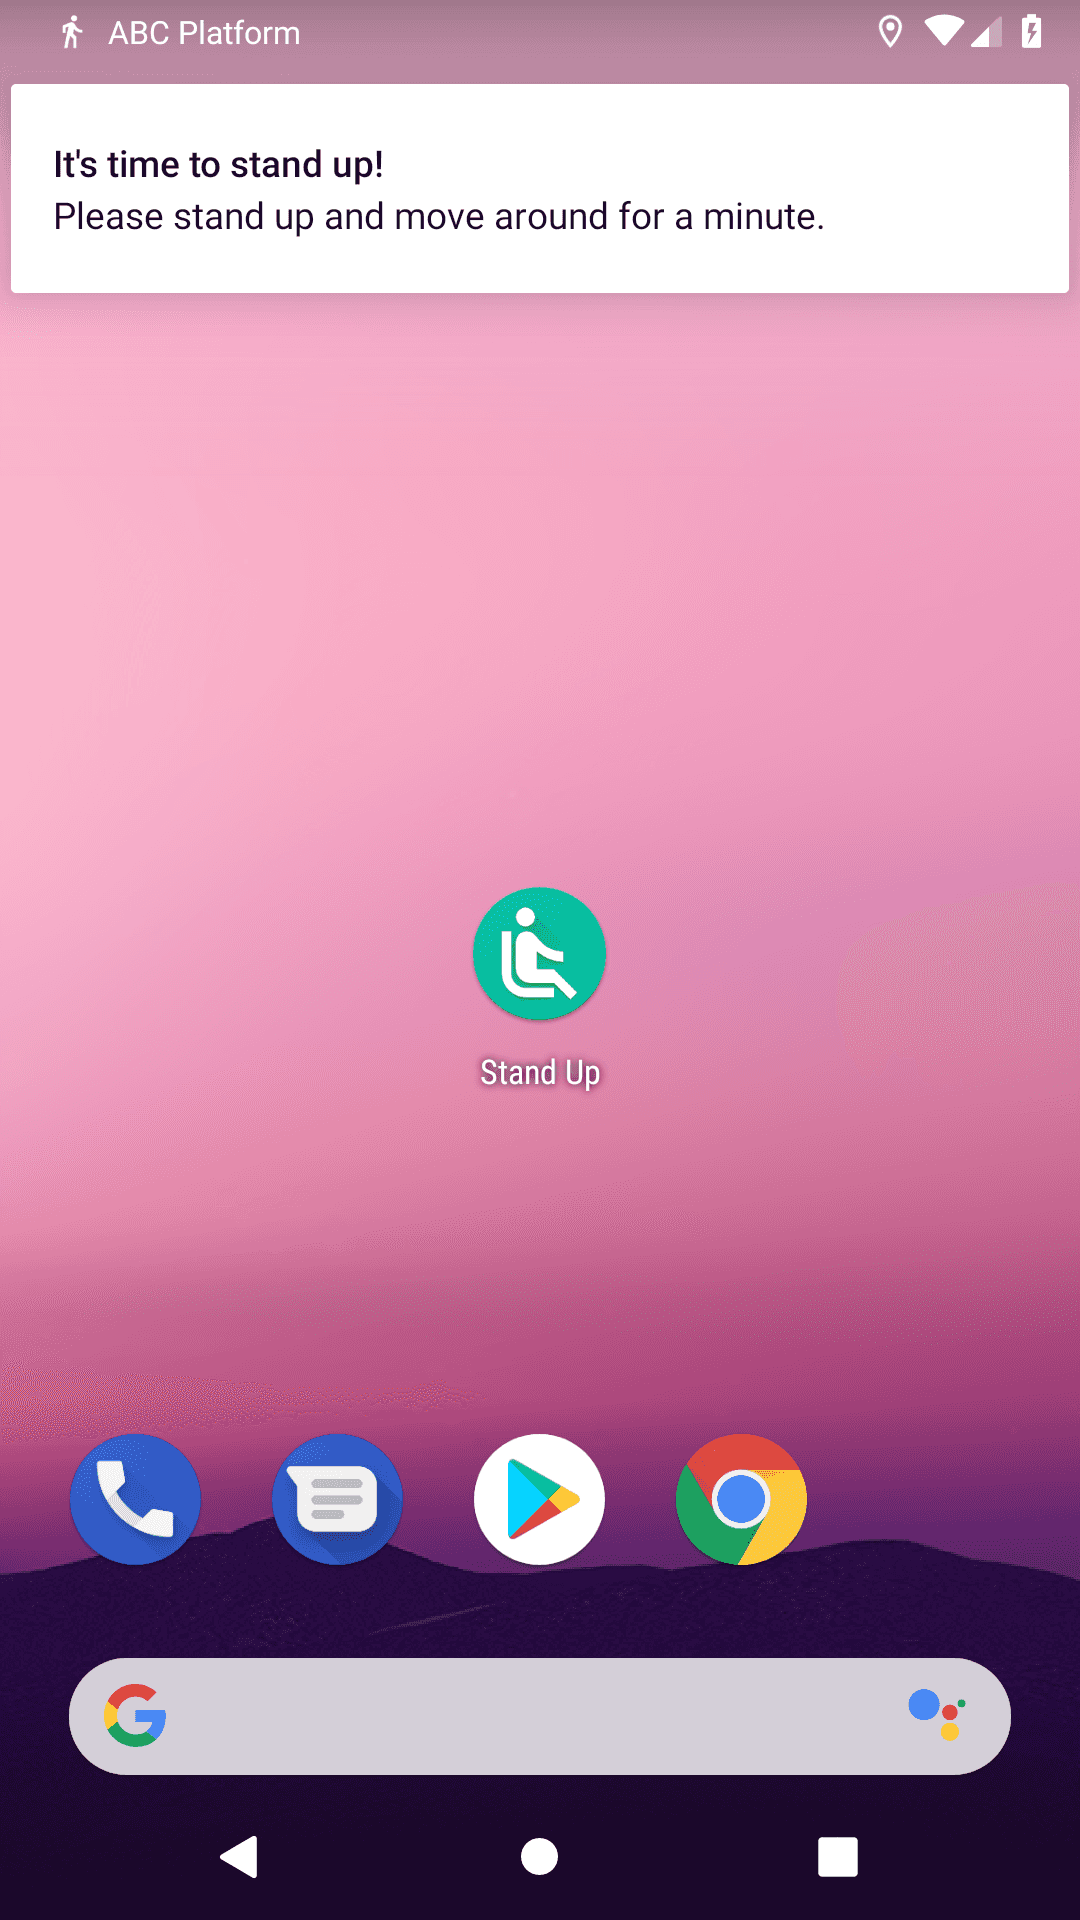 ABC Platform
It's time to stand up!
Please stand up and move around for a minute.
Stand Up